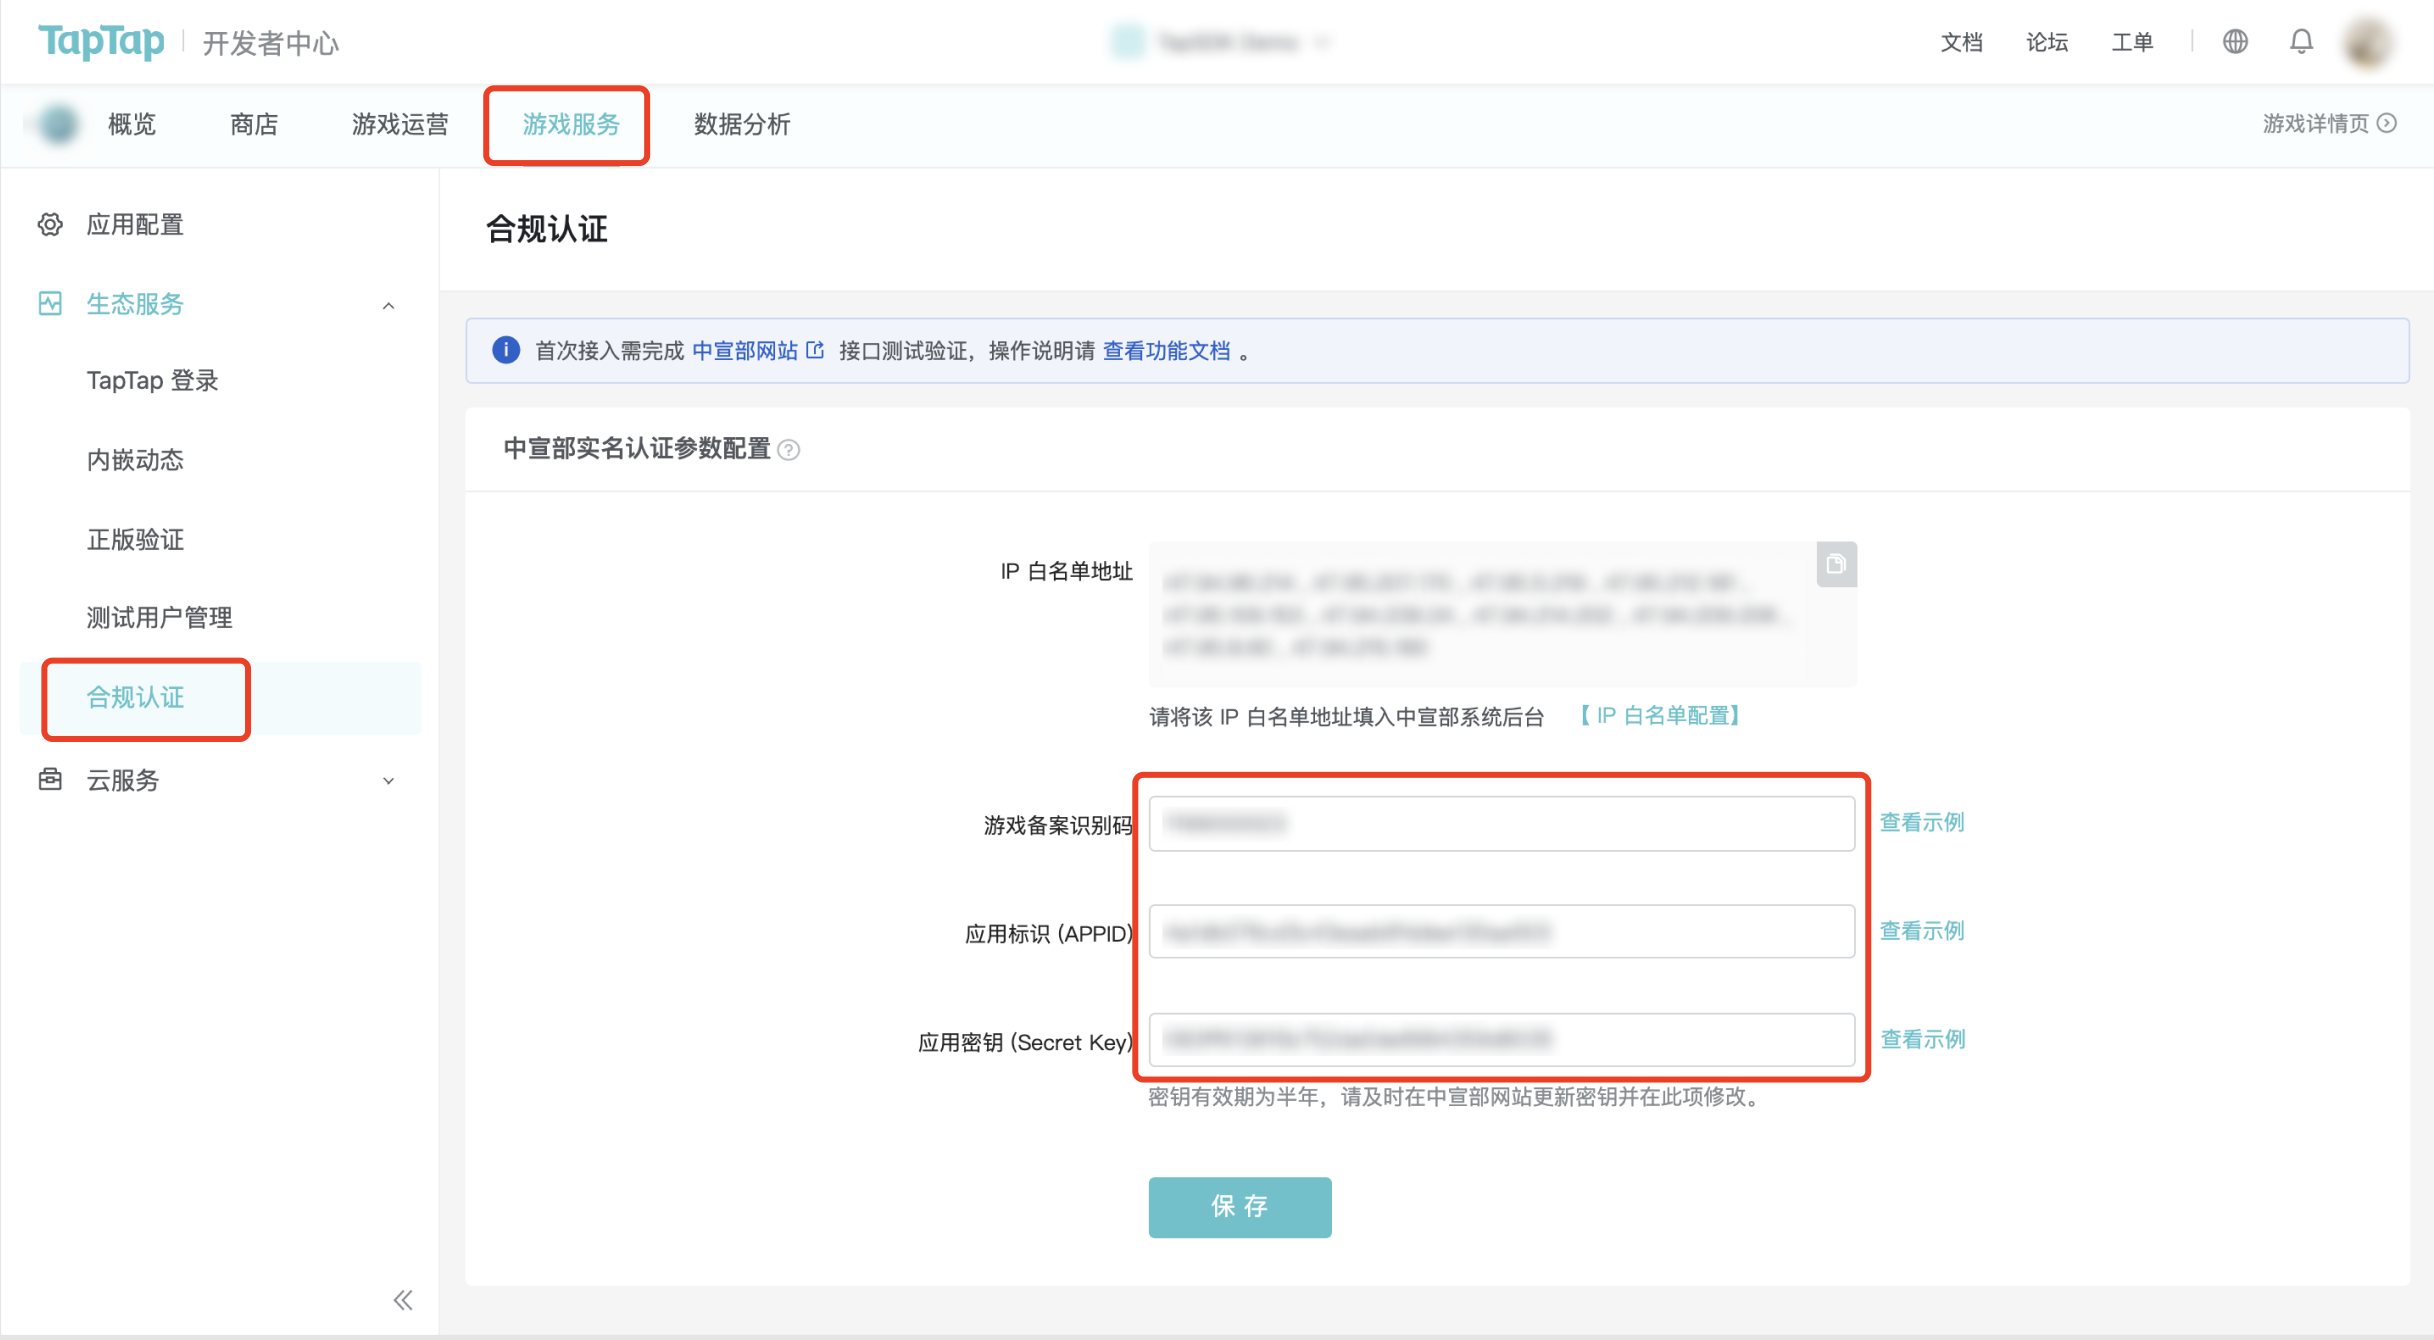 TapTap 开发者中心
文档 论坛 工单
概览 商店 游戏运营 游戏服务 数据分析 游戏详情页
应用配置
生态服务
TapTap 登录
内嵌动态
正版验证
测试用户管理
合规认证
云服务
合规认证
首次接入需完成 中宣部网站 接口测试验证，操作说明请 查看功能文档 。
中宣部实名认证参数配置
IP 白名单地址
请将该 IP 白名单地址填入中宣部系统后台 【 IP 白名单配置】
游戏备案识别码 查看示例
应用标识 (APPID) 查看示例
应用密钥 (Secret Key) 查看示例
密钥有效期为半年，请及时在中宣部网站更新密钥并在此项修改。
保 存